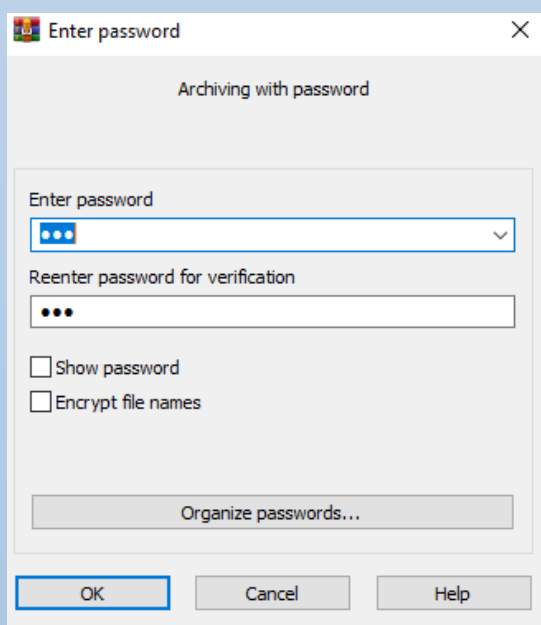 Enter password
Archiving with password
Enter password
•••
Reenter password for verification
•••
Show password
Encrypt file names
Organize passwords...
OK Cancel Help